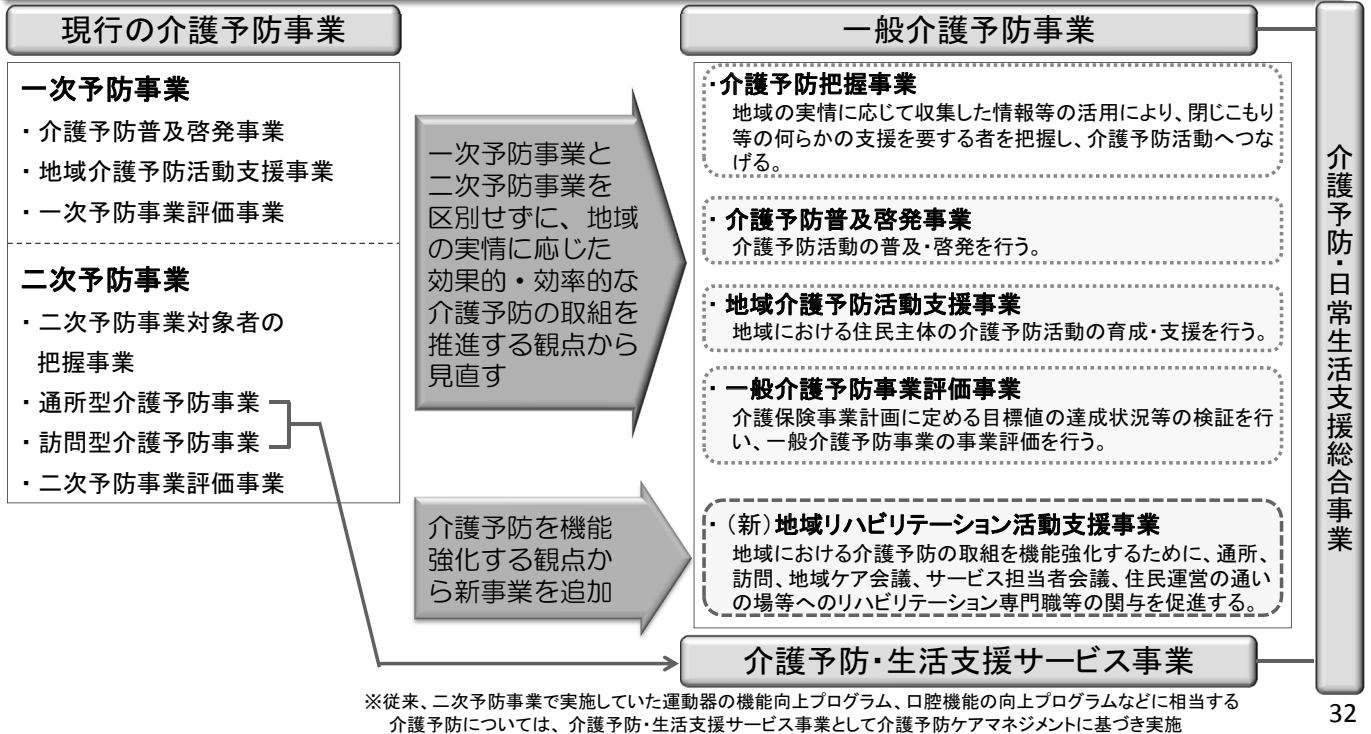 現行の介護予防事業
一次予防事業
・介護予防普及啓発事業
・地域介護予防活動支援事業
・一次予防事業評価事業
二次予防事業
・二次予防事業対象者の
把握事業
・通所型介護予防事業
・訪問型介護予防事業
・二次予防事業評価事業
一次予防事業と
二次予防事業を
区別せずに、地域
の実情に応じた
効果的・効率的な
介護予防の取組を
推進する観点から
見直す
介護予防を機能
強化する観点か
ら新事業を追加
一般介護予防事業
・介護予防把握事業
地域の実情に応じて収集した情報等の活用により、閉じこもり
等の何らかの支援を要する者を把握し、介護予防活動へつな
げる。
・介護予防普及啓発事業
介護予防活動の普及・啓発を行う。
・地域介護予防活動支援事業
地域における住民主体の介護予防活動の育成・支援を行う。
・一般介護予防事業評価事業
介護保険事業計画に定める目標値の達成状況等の検証を行
い、一般介護予防事業の事業評価を行う。
・（新）地域リハビリテーション活動支援事業
地域における介護予防の取組を機能強化するために、通所、
訪問、地域ケア会議、サービス担当者会議、住民運営の通い
の場等へのリハビリテーション専門職等の関与を促進する。
介護予防・生活支援サービス事業
介護予防・日常生活支援総合事業
※従来、二次予防事業で実施していた運動器の機能向上プログラム、口腔機能の向上プログラムなどに相当する
介護予防については、介護予防・生活支援サービス事業として介護予防ケアマネジメントに基づき実施
32